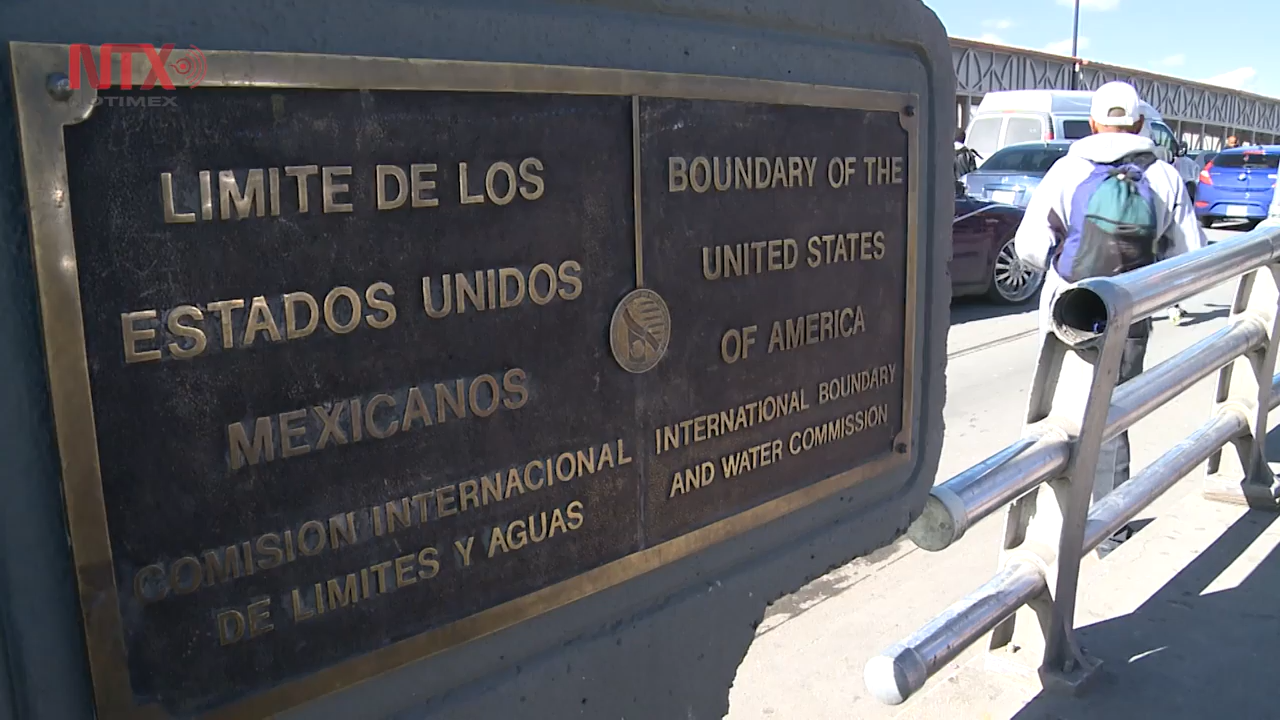 NTX
NOTIMEX
LIMITE DE LOS
ESTADOS UNIDOS
MEXICANOS
COMISION INTERNACIONAL
DE LIMITES Y AGUAS
BOUNDARY OF THE
UNITED STATES
OF AMERICA
INTERNATIONAL BOUNDARY
AND WATER COMMISSION